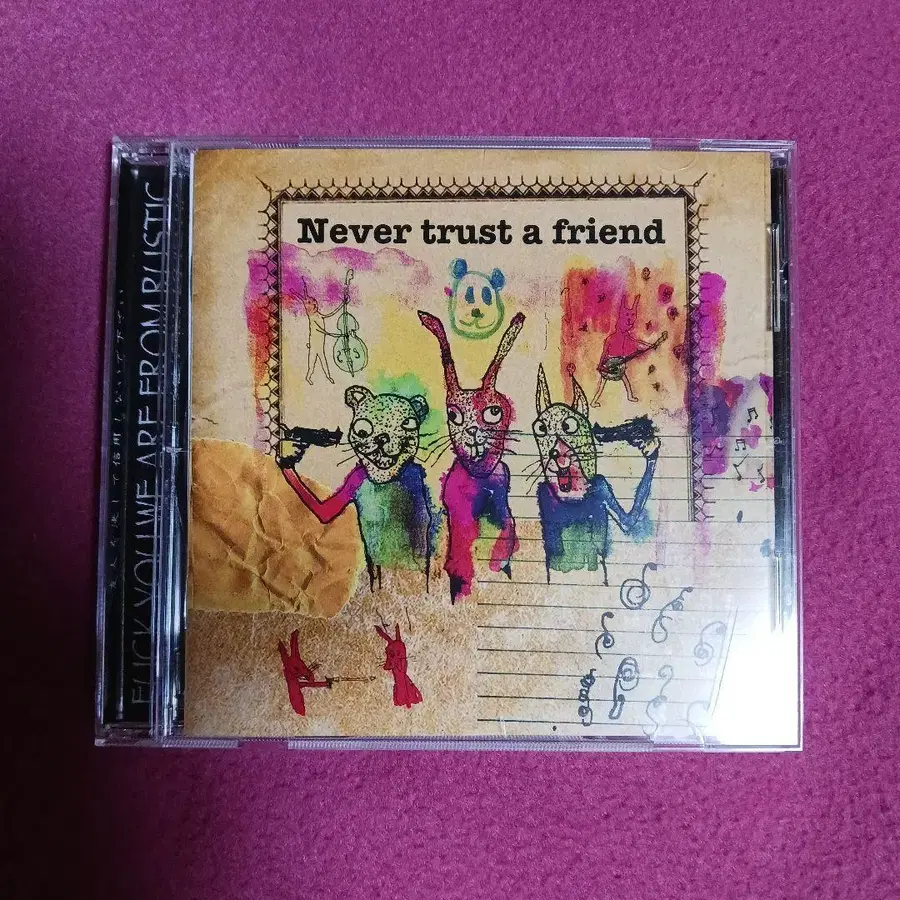 Never trust a friend
FUCK YOU WE ARE FROM RUSTIC